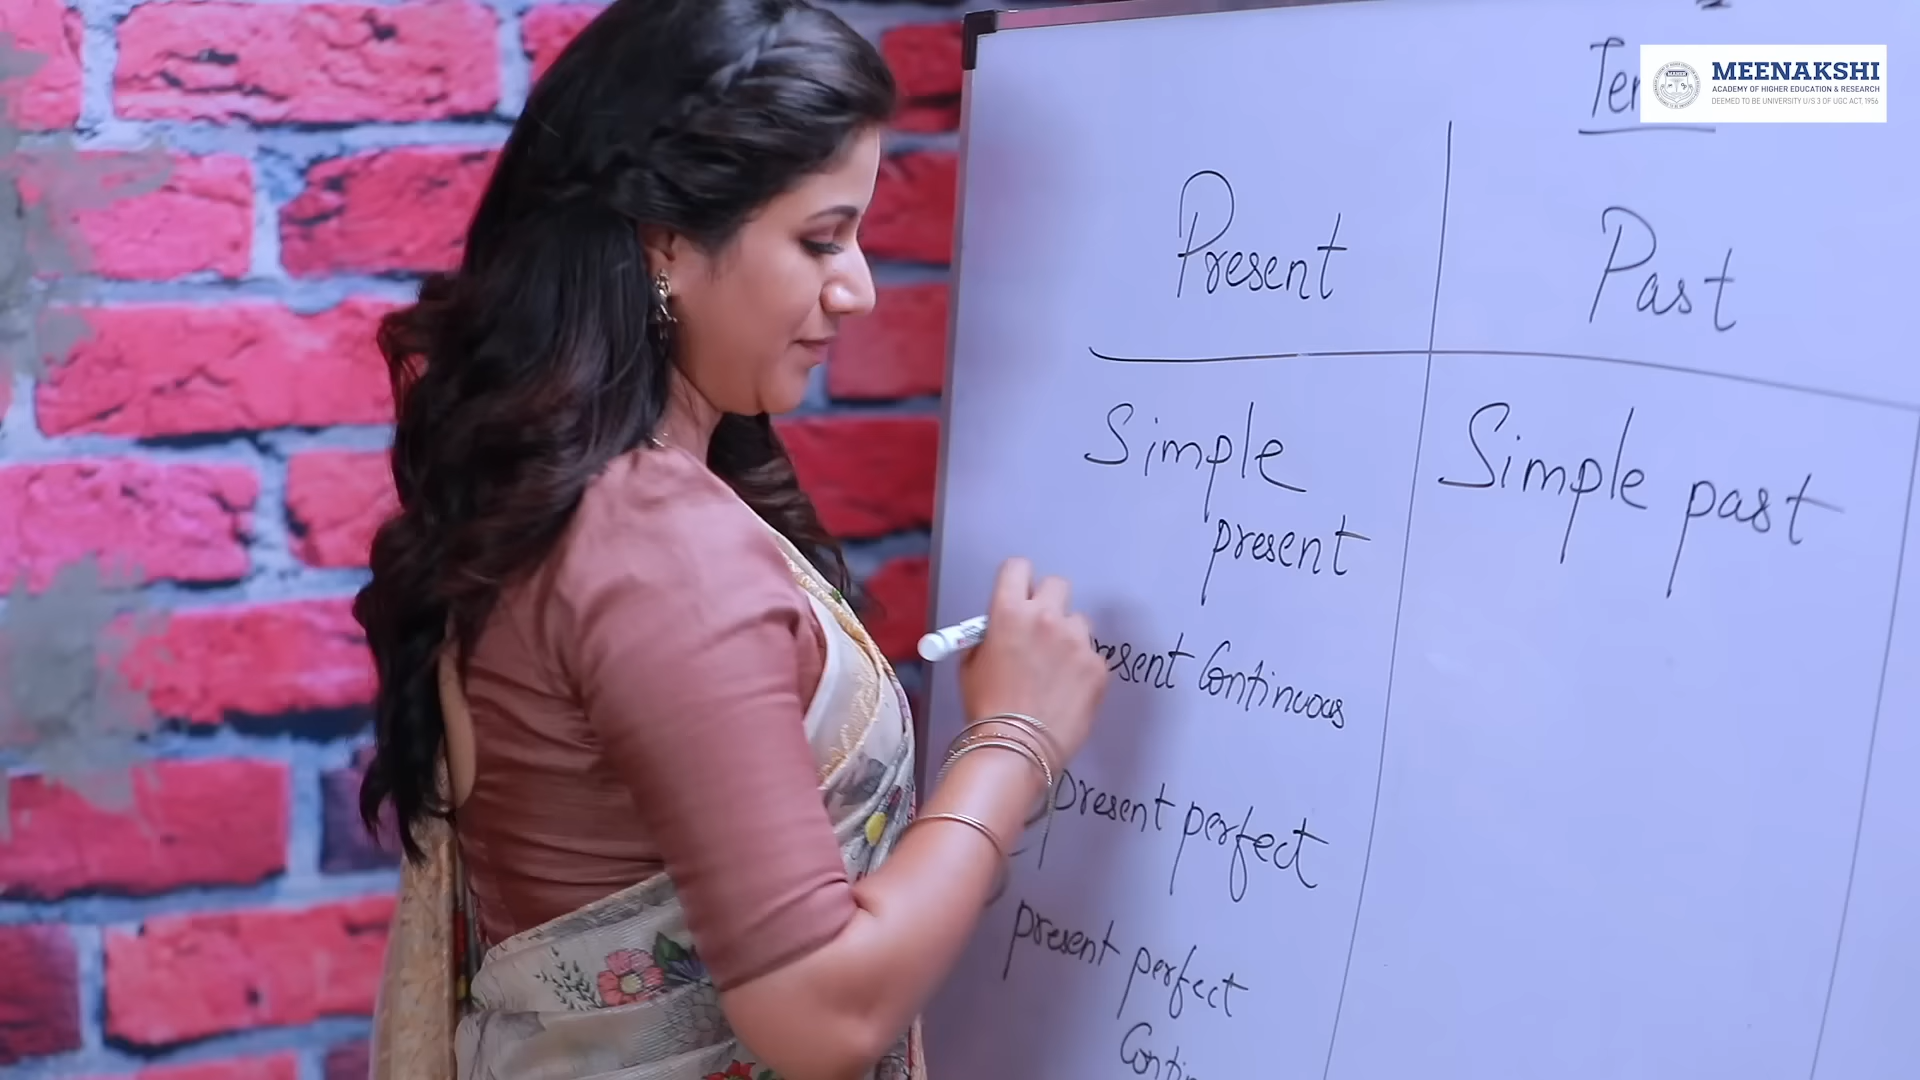 MEENAKSHI
ACADEMY OF HIGHER EDUCATION & RESEARCH
DEEMED TO BE UNIVERSITY U/S 3 OF UGC ACT, 1956
Present
Past
Simple
present
Simple past
Continuous
present perfect
present perfect